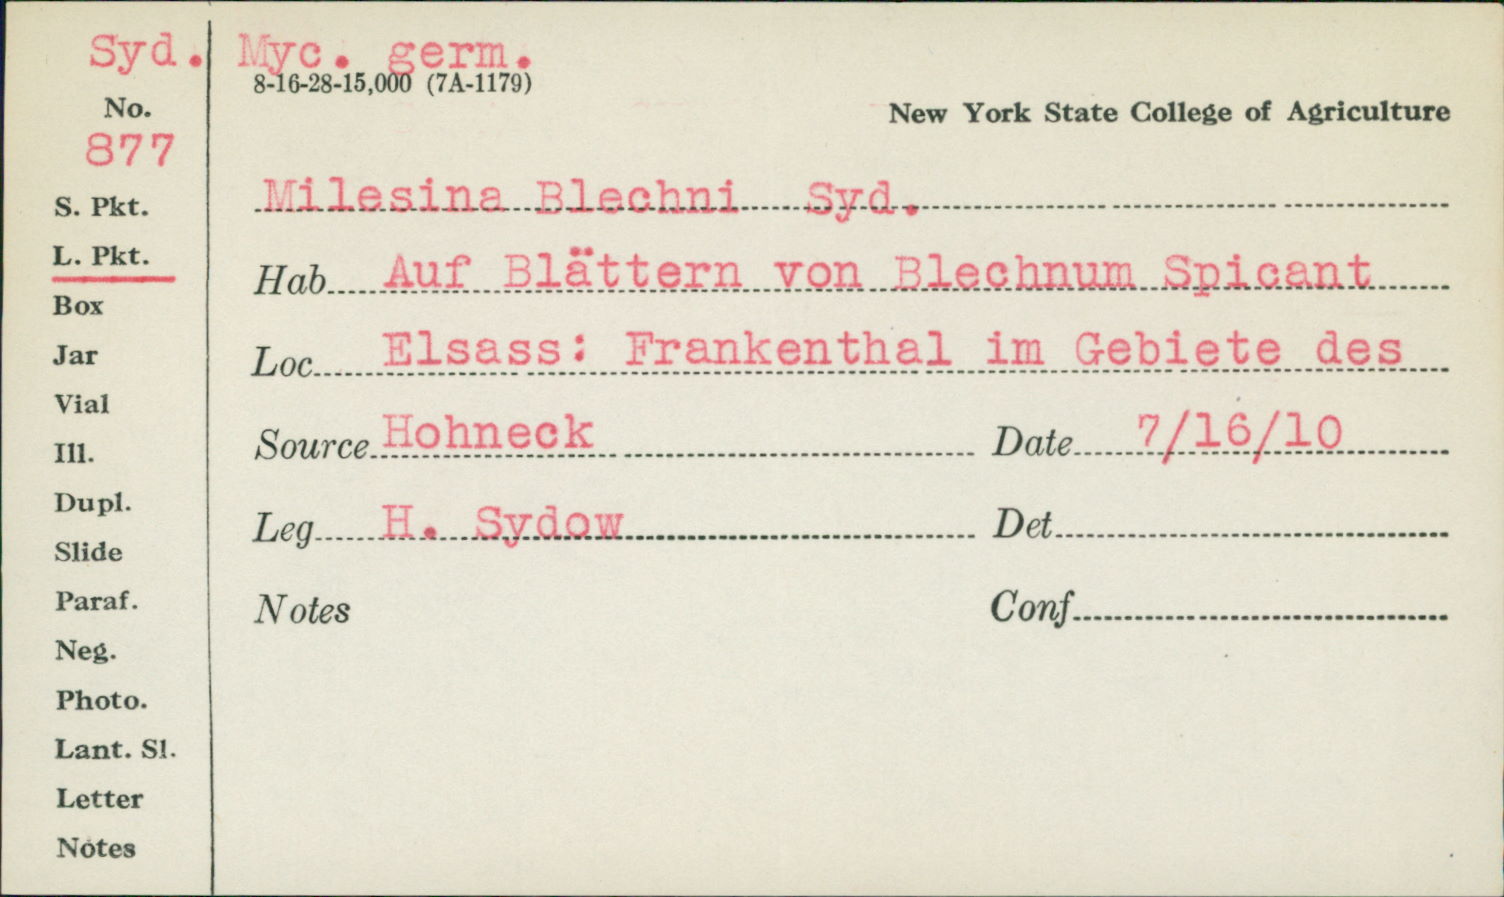 Syd. Myc. germ.
8-16-28-15,000 (7A-1179)
No.
New York State College of Agriculture
877
Milesina Blechni Syd.
S. Pkt.
L. Pkt.
Hab. Auf Blättern von Blechnum Spicant
Box
Jar
Loc. Elsass: Frankenthal im Gebiete des
Vial
Source Hohneck Date 7/16/10
Ill.
Dupl.
Leg. H. Sydow Det.
Slide
Paraf.
Notes Conf.
Neg.
Photo.
Lant. Sl.
Letter
Notes